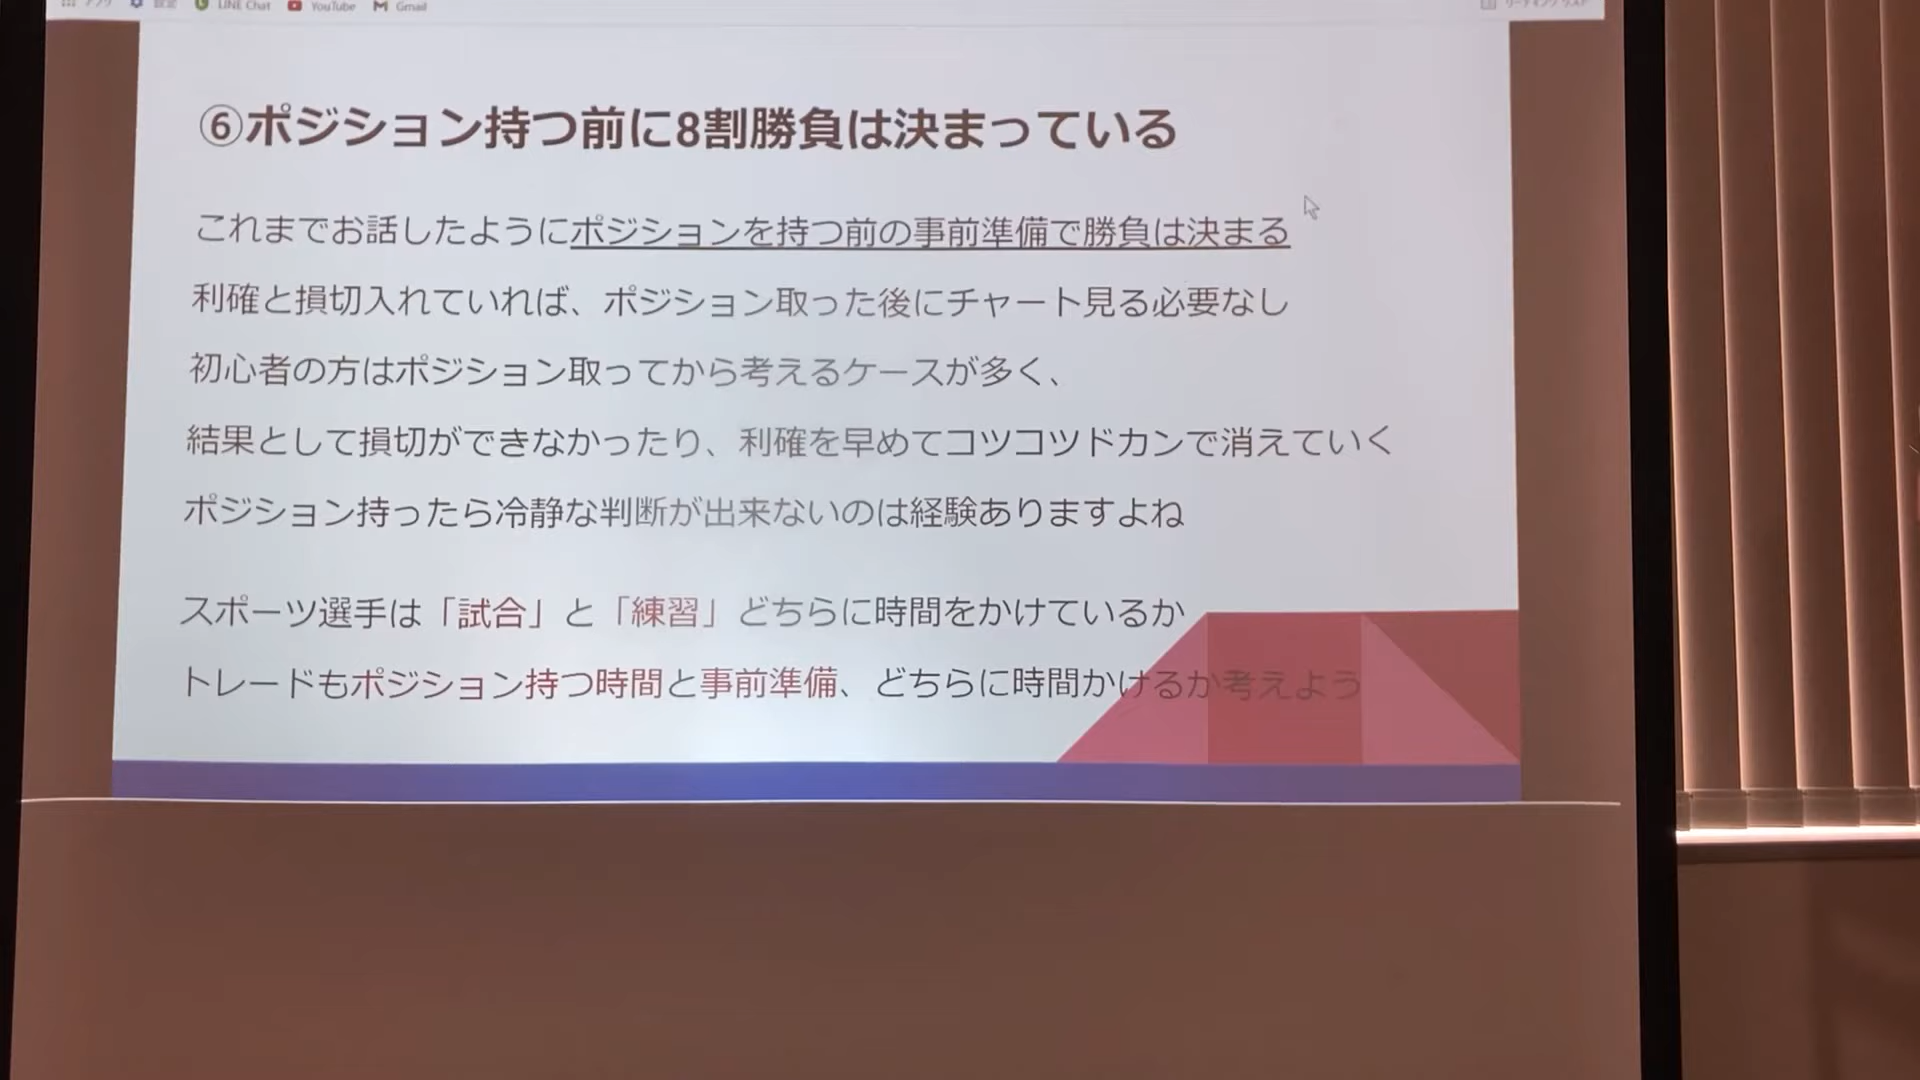 LINE Chat YouTube Gmail
⑥ポジション持つ前に8割勝負は決まっている
これまでお話したようにポジションを持つ前の事前準備で勝負は決まる
利確と損切入れていれば、ポジション取った後にチャート見る必要なし
初心者の方はポジション取ってから考えるケースが多く、
結果として損切ができなかったり、利確を早めてコツコツドカンで消えていく
ポジション持ったら冷静な判断が出来ないのは経験ありますよね
スポーツ選手は「試合」と「練習」どちらに時間をかけているか
トレードもポジション持つ時間と事前準備、どちらに時間かけるか考えよう